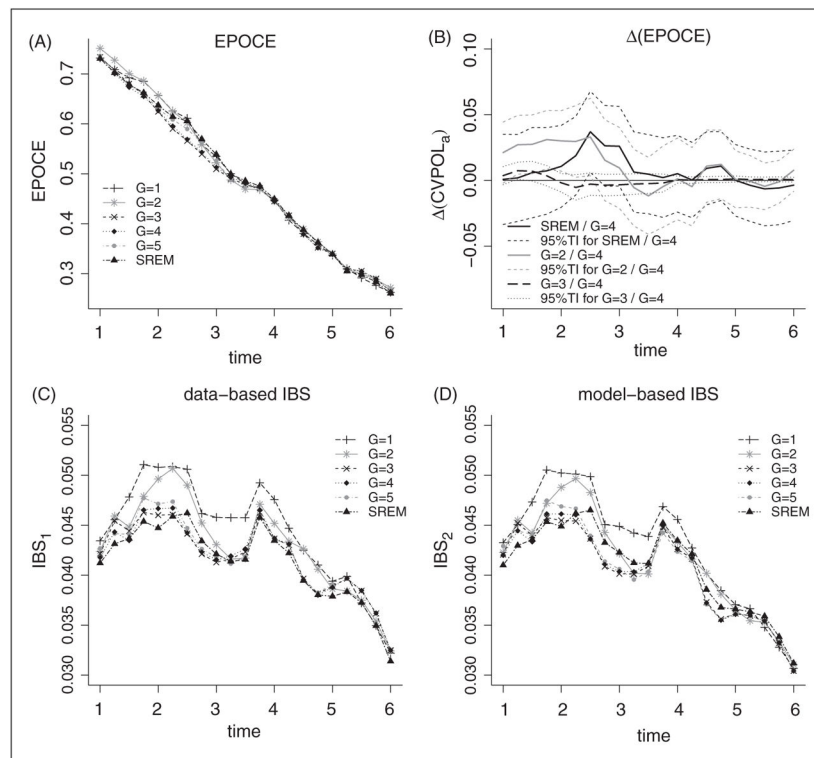 (A)
EPOCE
EPOCE
0.7
0.6
0.5
0.4
0.3
G=1
G=2
G=3
G=4
G=5
SREM
1 2 3 4 5 6
time
(B)
Δ(EPOCE)
Δ(CVPOLa)
0.10
0.05
0.00
−0.05
SREM / G=4
95%TI for SREM / G=4
G=2 / G=4
95%TI for G=2 / G=4
G=3 / G=4
95%TI for G=3 / G=4
1 2 3 4 5 6
time
(C)
data−based IBS
IBS1
0.055
0.050
0.045
0.040
0.035
0.030
G=1
G=2
G=3
G=4
G=5
SREM
1 2 3 4 5 6
time
(D)
model−based IBS
IBS2
0.055
0.050
0.045
0.040
0.035
0.030
G=1
G=2
G=3
G=4
G=5
SREM
1 2 3 4 5 6
time